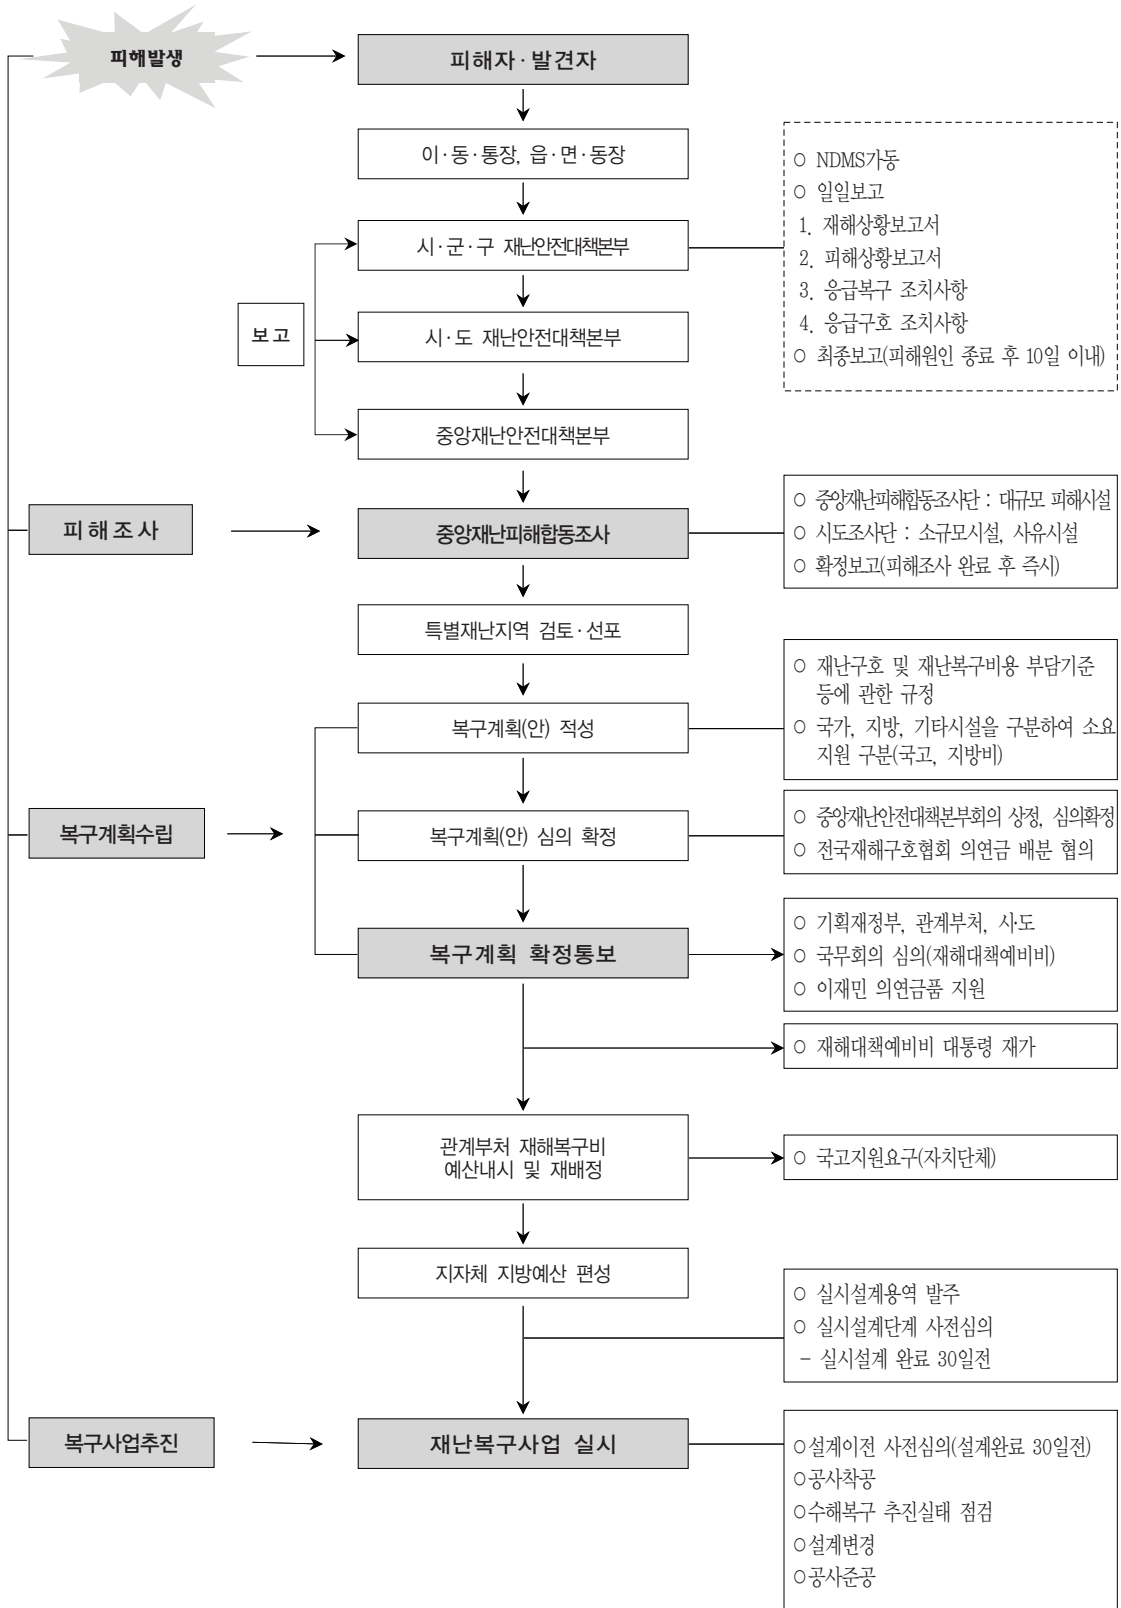 피해발생
피해자·발견자
이·동·통장, 읍·면·동장
시·군·구 재난안전대책본부
○ NDMS가동
○ 일일보고
1. 재해상황보고서
2. 피해상황보고서
3. 응급복구 조치사항
4. 응급구호 조치사항
○ 최종보고(피해원인 종료 후 10일 이내)
보고
시·도 재난안전대책본부
중앙재난안전대책본부
피해조사
중앙재난피해합동조사
○ 중앙재난피해합동조사단 : 대규모 피해시설
○ 시도조사단 : 소규모시설, 사유시설
○ 확정보고(피해조사 완료 후 즉시)
특별재난지역 검토·선포
복구계획(안) 적성
○ 재난구호 및 재난복구비용 부담기준
등에 관한 규정
○ 국가, 지방, 기타시설을 구분하여 소요
지원 구분(국고, 지방비)
복구계획수립
복구계획(안) 심의 확정
○ 중앙재난안전대책본부회의 상정, 심의확정
○ 전국재해구호협회 의연금 배분 협의
복구계획 확정통보
○ 기획재정부, 관계부처, 시·도
○ 국무회의 심의(재해대책예비비)
○ 이재민 의연금품 지원
○ 재해대책예비비 대통령 재가
관계부처 재해복구비
예산내시 및 재배정
○ 국고지원요구(자치단체)
지자체 지방예산 편성
○ 실시설계용역 발주
○ 실시설계단계 사전심의
- 실시설계 완료 30일전
복구사업추진
재난복구사업 실시
○설계이전 사전심의(설계완료 30일전)
○공사착공
○수해복구 추진실태 점검
○설계변경
○공사준공